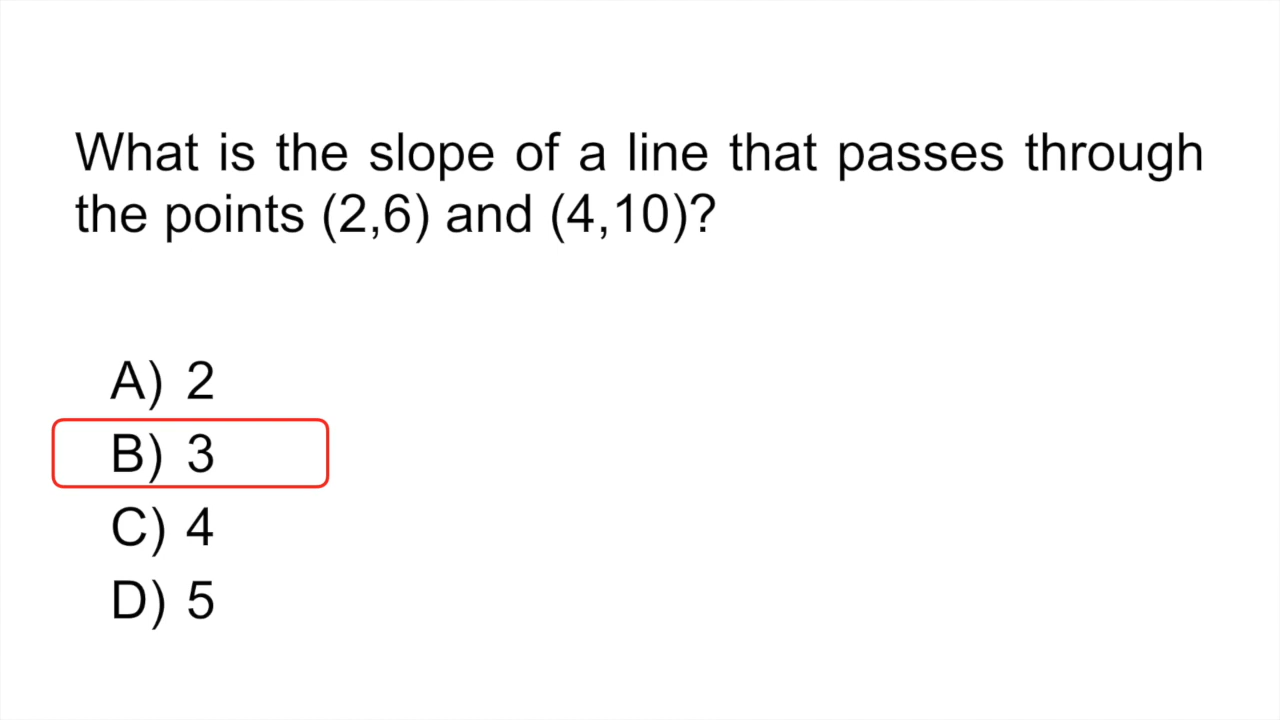 What is the slope of a line that passes through
the points (2,6) and (4,10)?
A) 2
B) 3
C) 4
D) 5